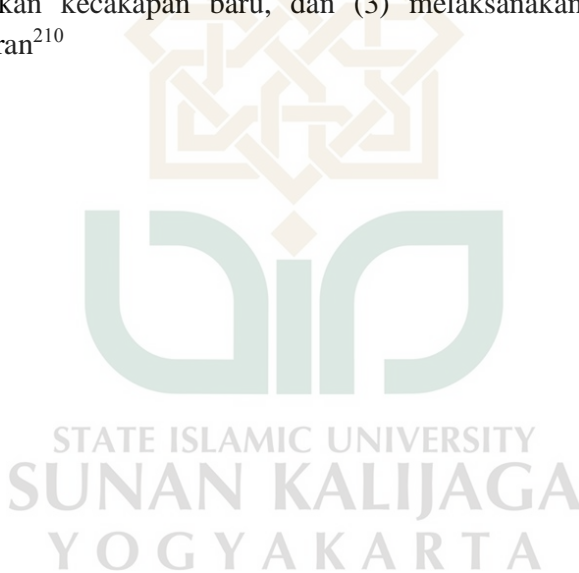 kan kecakapan baru, dan (3) melaksanakan
ran²¹⁰
STATE ISLAMIC UNIVERSITY
SUNAN KALIJAGA
YOGYAKARTA